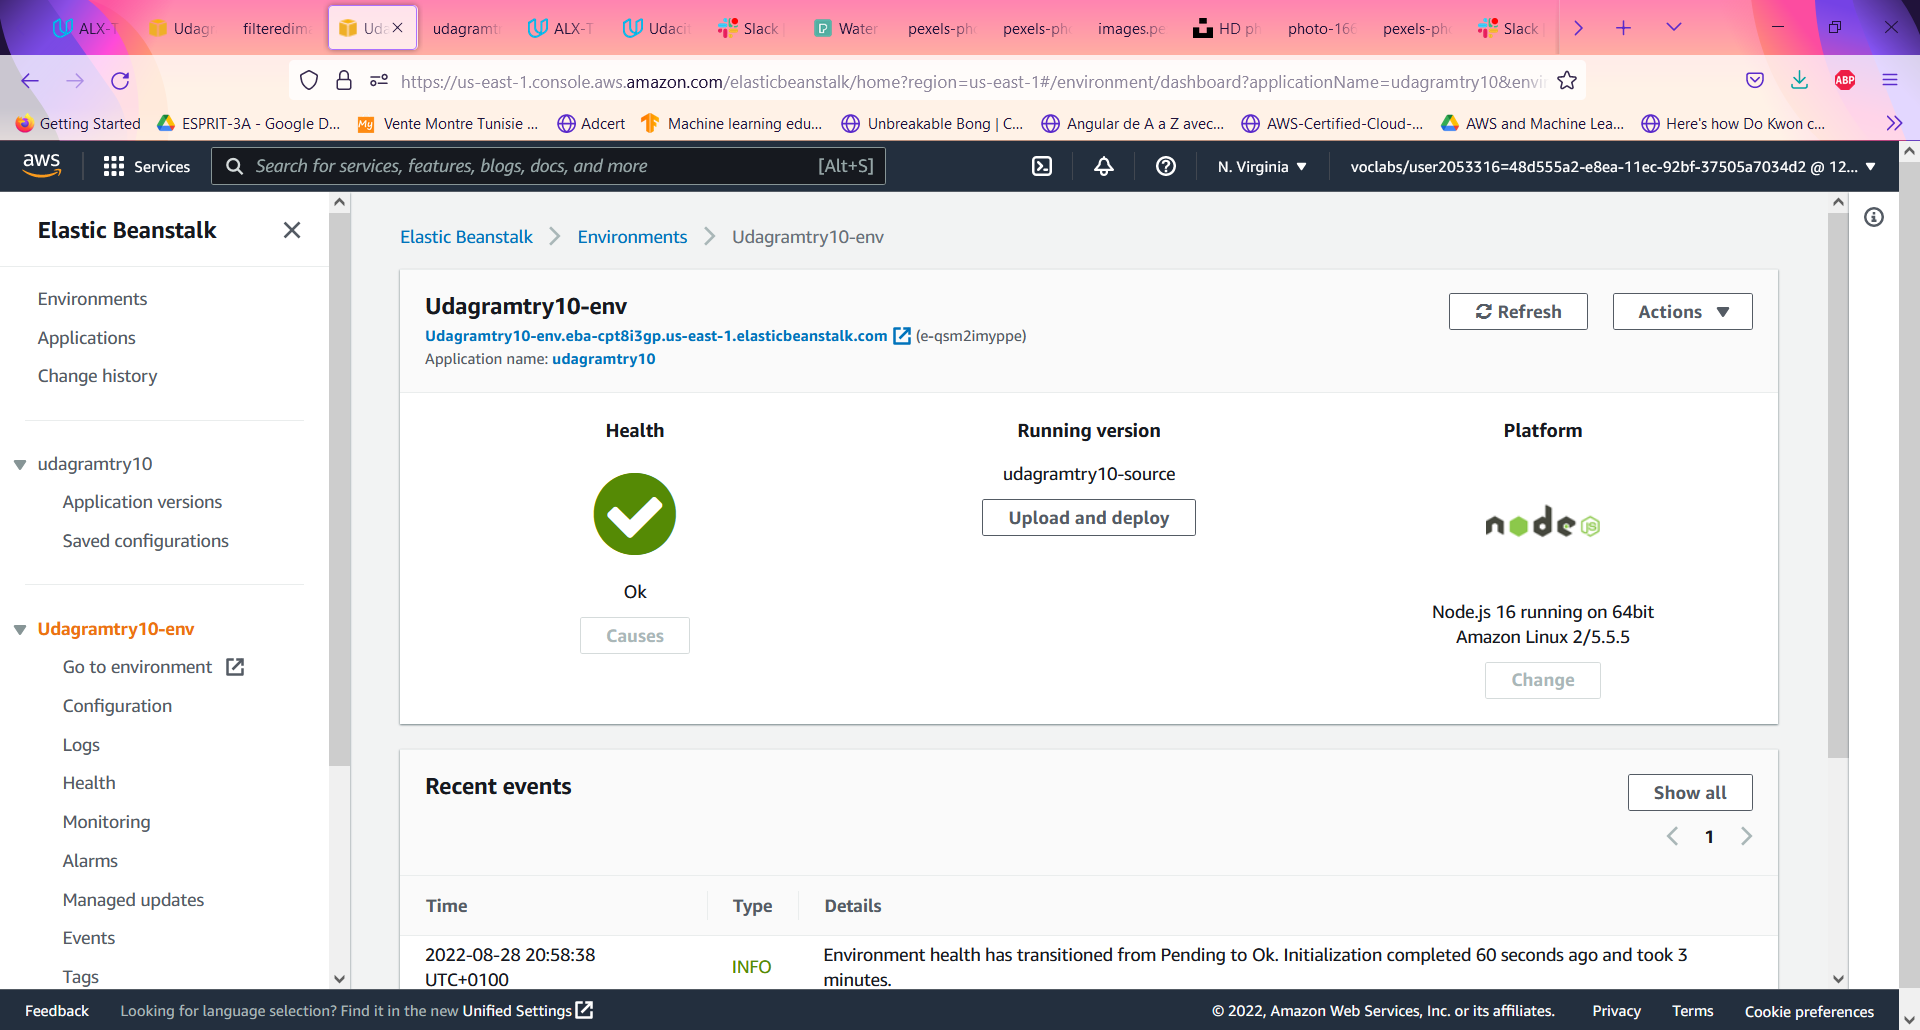 ALX-T
Udagr
filteredim
Uda
udagramt
ALX-T
Udaci
Slack
Water
pexels-ph
pexels-ph
images.pe
HD ph
photo-166
pexels-ph
Slack
https://us-east-1.console.aws.amazon.com/elasticbeanstalk/home?region=us-east-1#/environment/dashboard?applicationName=udagramtry10&envi
ABP
Getting Started
ESPRIT-3A - Google D...
My Vente Montre Tunisie ...
Adcert
Machine learning edu...
Unbreakable Bong | C...
Angular de A a Z avec...
AWS-Certified-Cloud-...
AWS and Machine Lea...
Here's how Do Kwon c...
aws
Services
Search for services, features, blogs, docs, and more [Alt+S]
N. Virginia
voclabs/user2053316=48d555a2-e8ea-11ec-92bf-37505a7034d2 @ 12...
Elastic Beanstalk
Environments
Applications
Change history
udagramtry10
Application versions
Saved configurations
Udagramtry10-env
Go to environment
Configuration
Logs
Health
Monitoring
Alarms
Managed updates
Events
Tags
Elastic Beanstalk > Environments > Udagramtry10-env
Udagramtry10-env
Udagramtry10-env.eba-cpt8i3gp.us-east-1.elasticbeanstalk.com (e-qsm2imyppe)
Application name: udagramtry10
Refresh
Actions
Health
Ok
Causes
Running version
udagramtry10-source
Upload and deploy
Platform
node JS
Node.js 16 running on 64bit
Amazon Linux 2/5.5.5
Change
Recent events
Show all
1
Time Type Details
2022-08-28 20:58:38
UTC+0100
INFO
Environment health has transitioned from Pending to Ok. Initialization completed 60 seconds ago and took 3
minutes.
Feedback
Looking for language selection? Find it in the new Unified Settings
© 2022, Amazon Web Services, Inc. or its affiliates.
Privacy
Terms
Cookie preferences